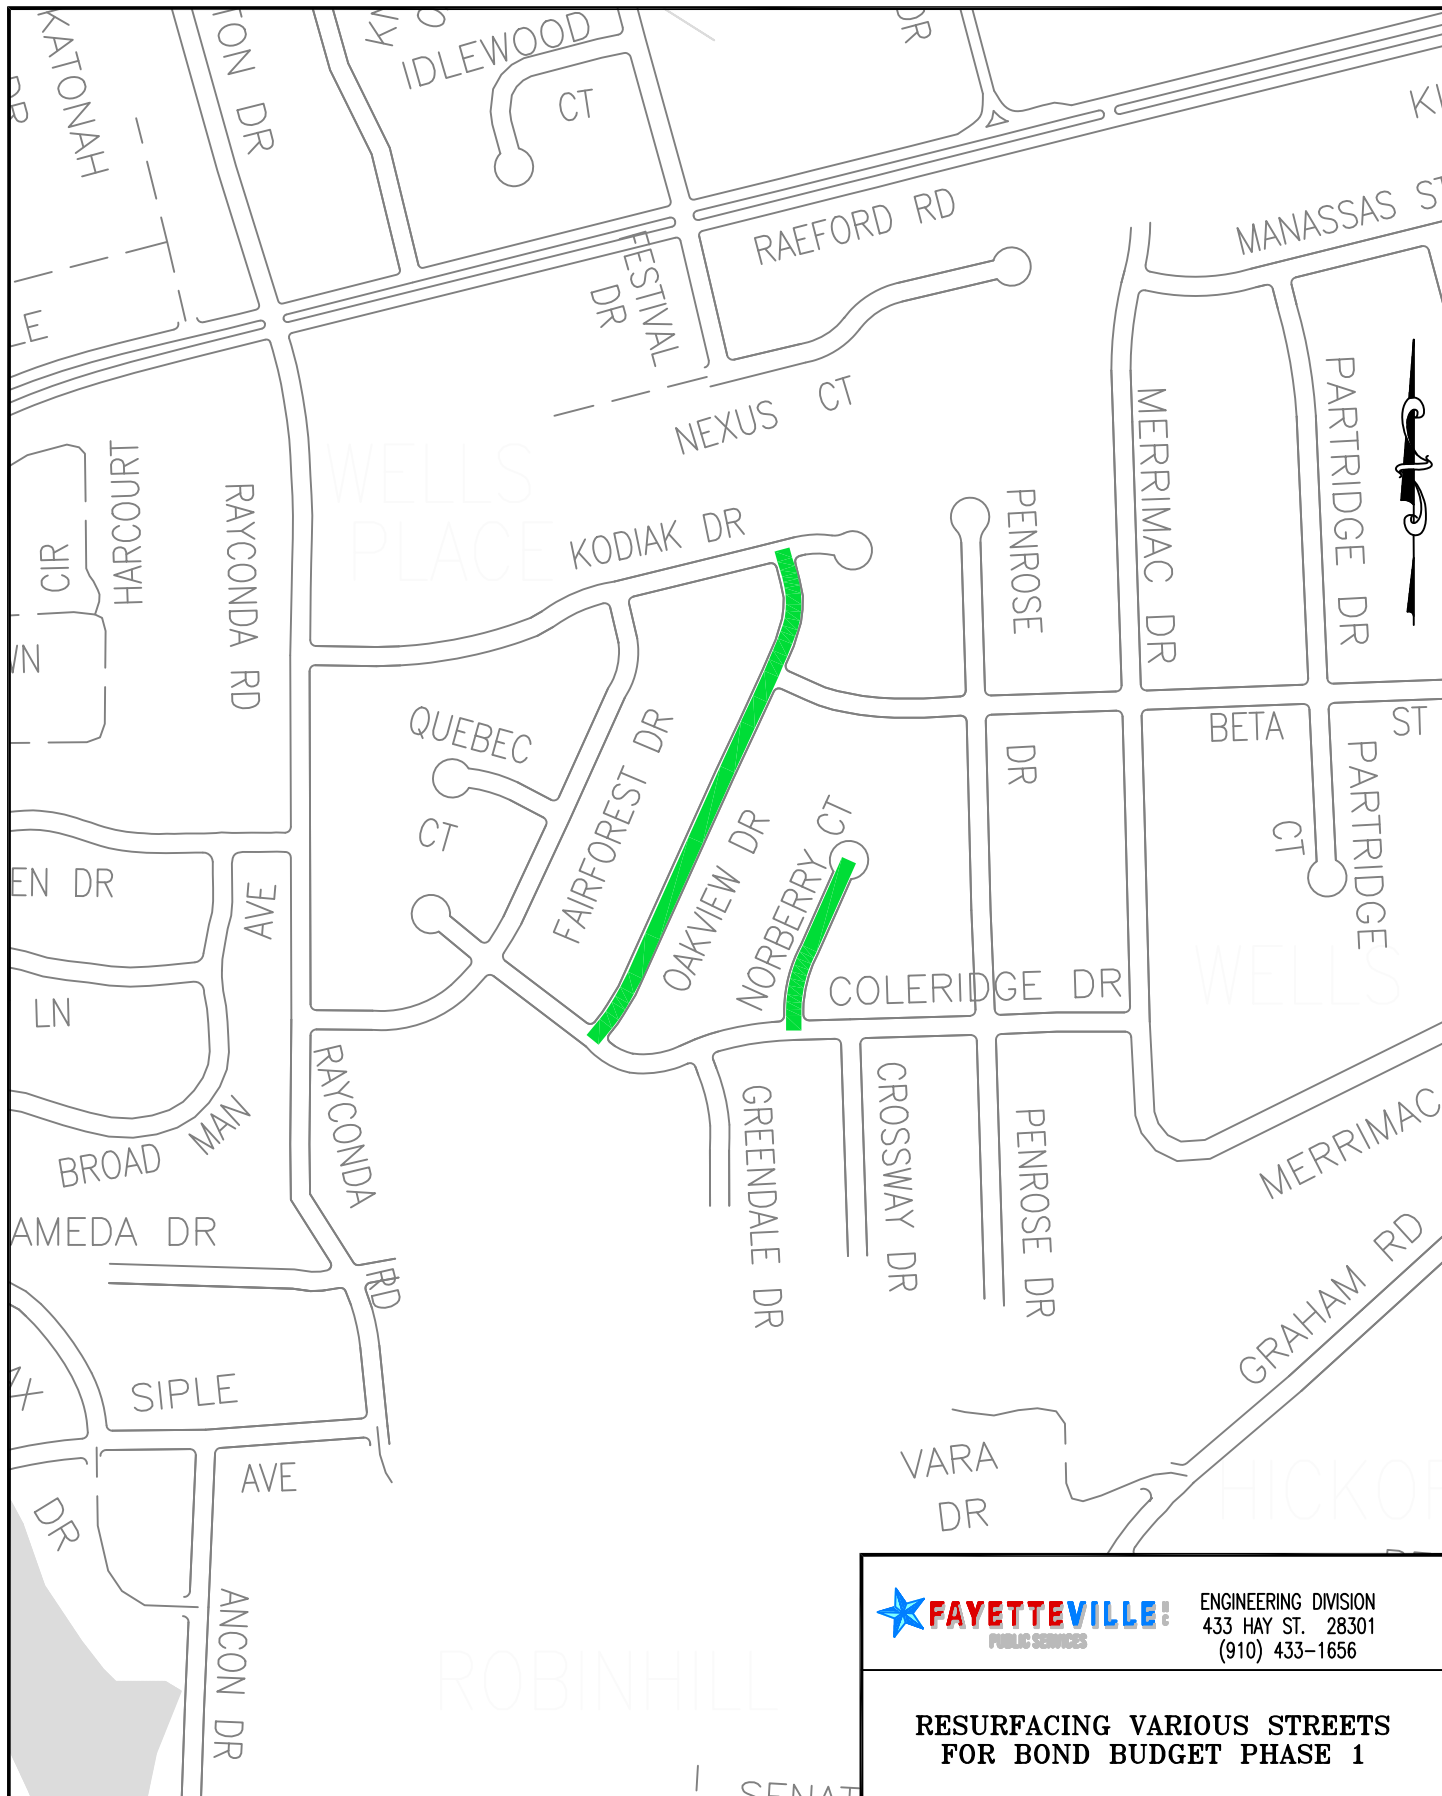 KATONAH
DR
TON DR
IDLEWOOD
CT
DR
RAEFORD RD
FESTIVAL
DR
MANASSAS ST
KI
LE
NEXUS CT
WELLS
PLACE
HARCOURT
CIR
RAYCONDA RD
KODIAK DR
PENROSE
DR
MERRIMAC DR
PARTRIDGE DR
BETA ST
PARTRIDGE
CT
QUEBEC
CT
FAIRFOREST DR
OAKVIEW DR
NORBERRY CT
COLERIDGE DR
WELLS
EN DR
AVE
LN
BROAD MAN
RAYCONDA
RD
GREENDALE DR
CROSSWAY DR
PENROSE DR
MERRIMAC
GRAHAM RD
AMEDA DR
SIPLE
AVE
DR
ANCON DR
VARA
DR
HICKOR
ROBINHILL
SENAT
FAYETTEVILLE
PUBLIC SERVICES
ENGINEERING DIVISION
433 HAY ST. 28301
(910) 433-1656
RESURFACING VARIOUS STREETS
FOR BOND BUDGET PHASE 1